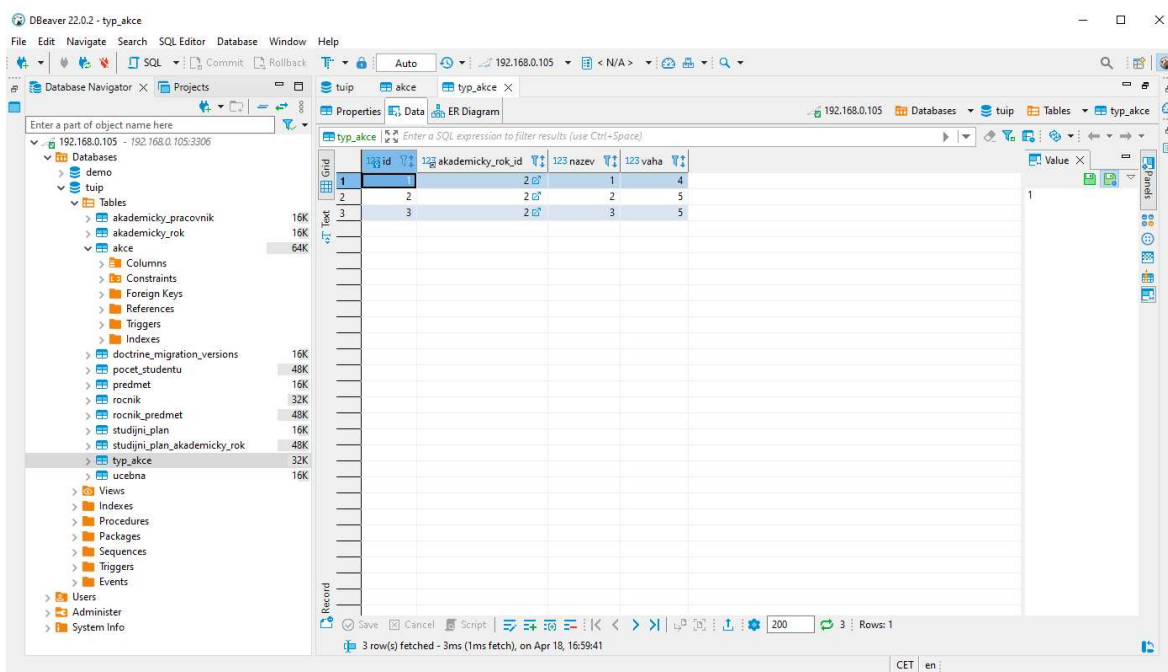 DBeaver 22.0.2 - typ_akce
File Edit Navigate Search SQL Editor Database Window Help
SQL Commit Rollback Auto 192.168.0.105 < N/A >
Database Navigator Projects
tuip akce typ_akce
Properties Data ER Diagram 192.168.0.105 Databases tuip Tables typ_akce
Enter a part of object name here
typ_akce Enter a SQL expression to filter results (use Ctrl+Space)
192.168.0.105 - 192.168.0.105:3306
Databases
demo
tuip
Tables
akademicky_pracovnik 16K
akademicky_rok 16K
akce 64K
Columns
Constraints
Foreign Keys
References
Triggers
Indexes
doctrine_migration_versions 16K
pocet_studentu 48K
predmet 16K
rocnik 32K
rocnik_predmet 48K
studijni_plan 16K
studijni_plan_akademicky_rok 48K
typ_akce 32K
ucebna 16K
Views
Indexes
Procedures
Packages
Sequences
Triggers
Events
Users
Administer
System Info
Grid
Text
Record
123 id 123 akademicky_rok_id 123 nazev 123 vaha
1 1 2 1 4
2 2 2 2 5
3 3 2 3 5
Value
1
Panels
Save Cancel Script 200 3 Rows: 1
3 row(s) fetched - 3ms (1ms fetch), on Apr 18, 16:59:41
CET en